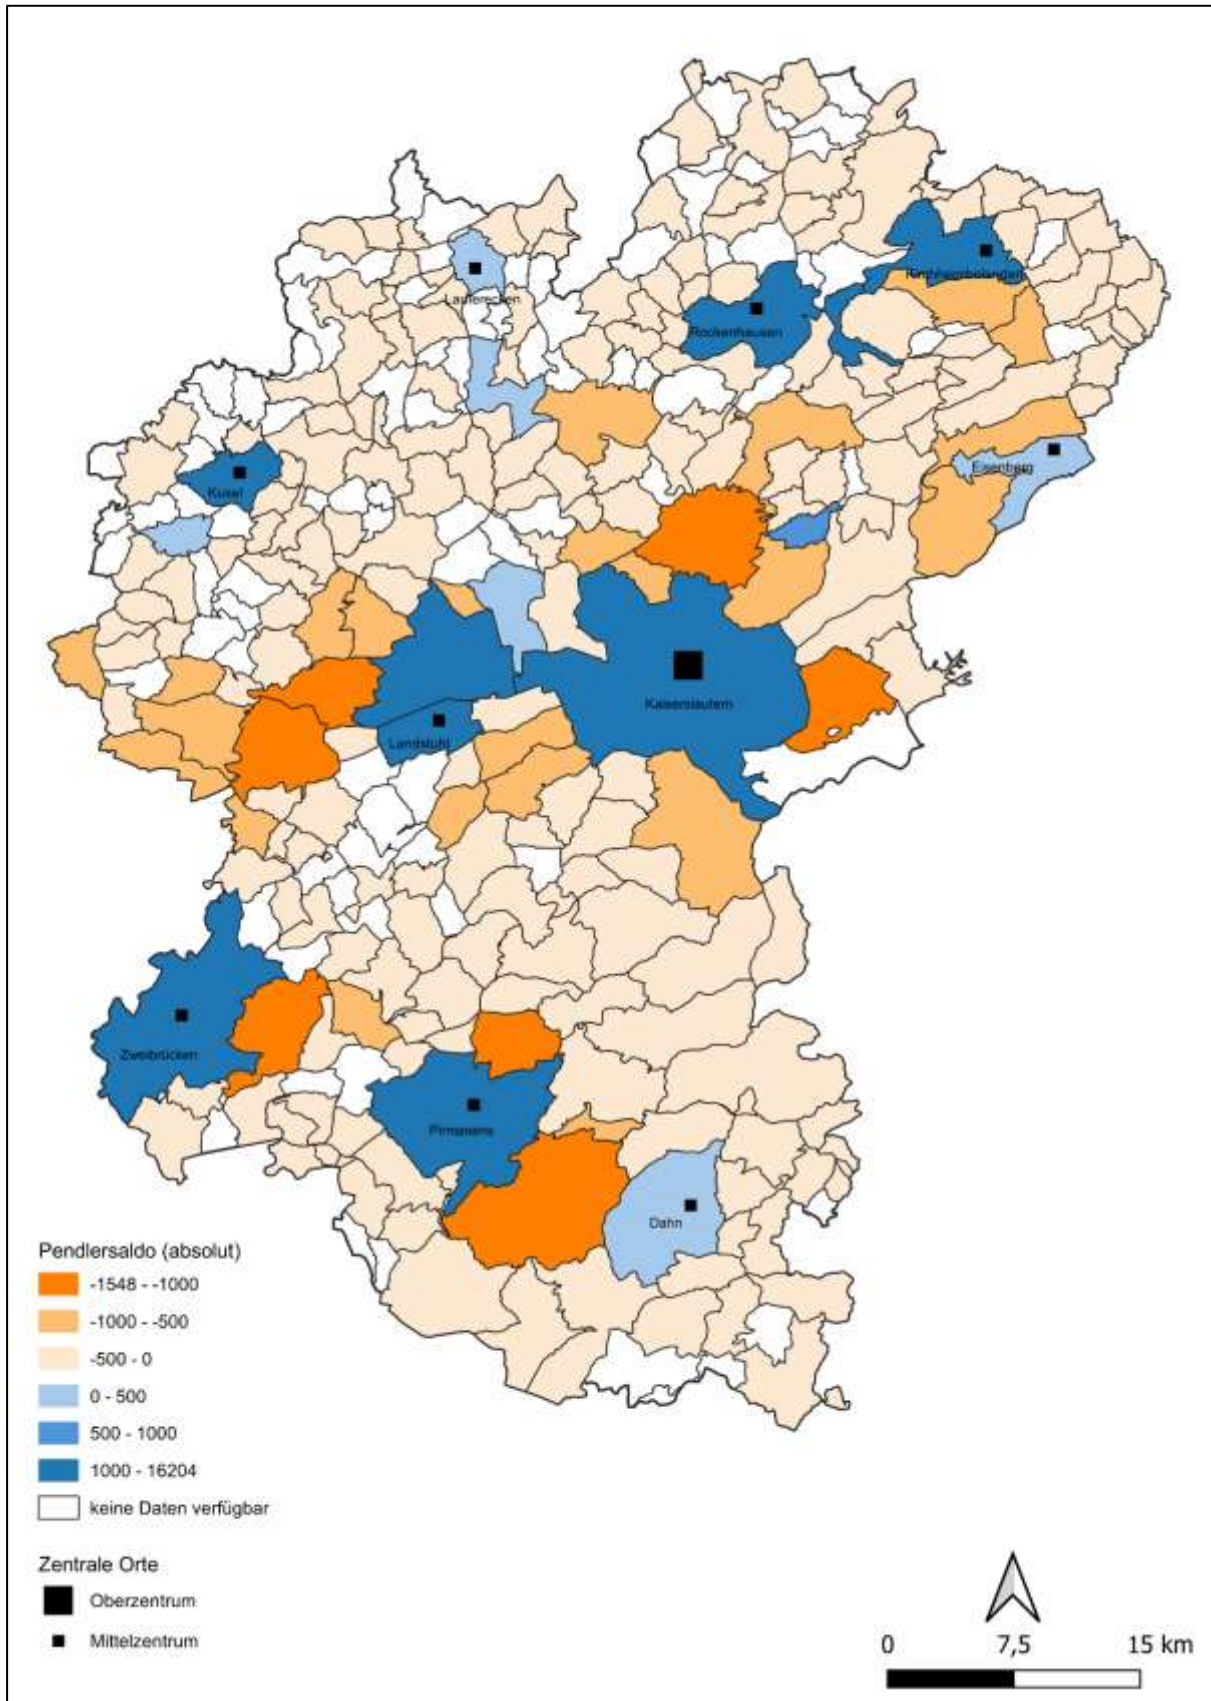 Kirchheimbolanden
Lauterecken
Rockenhausen
Eisenberg
Kusel
Kaiserslautern
Landstuhl
Zweibrücken
Pirmasens
Dahn
Pendlersaldo (absolut)
-1548 - -1000
-1000 - -500
-500 - 0
0 - 500
500 - 1000
1000 - 16204
keine Daten verfügbar
Zentrale Orte
Oberzentrum
Mittelzentrum
0 7,5 15 km